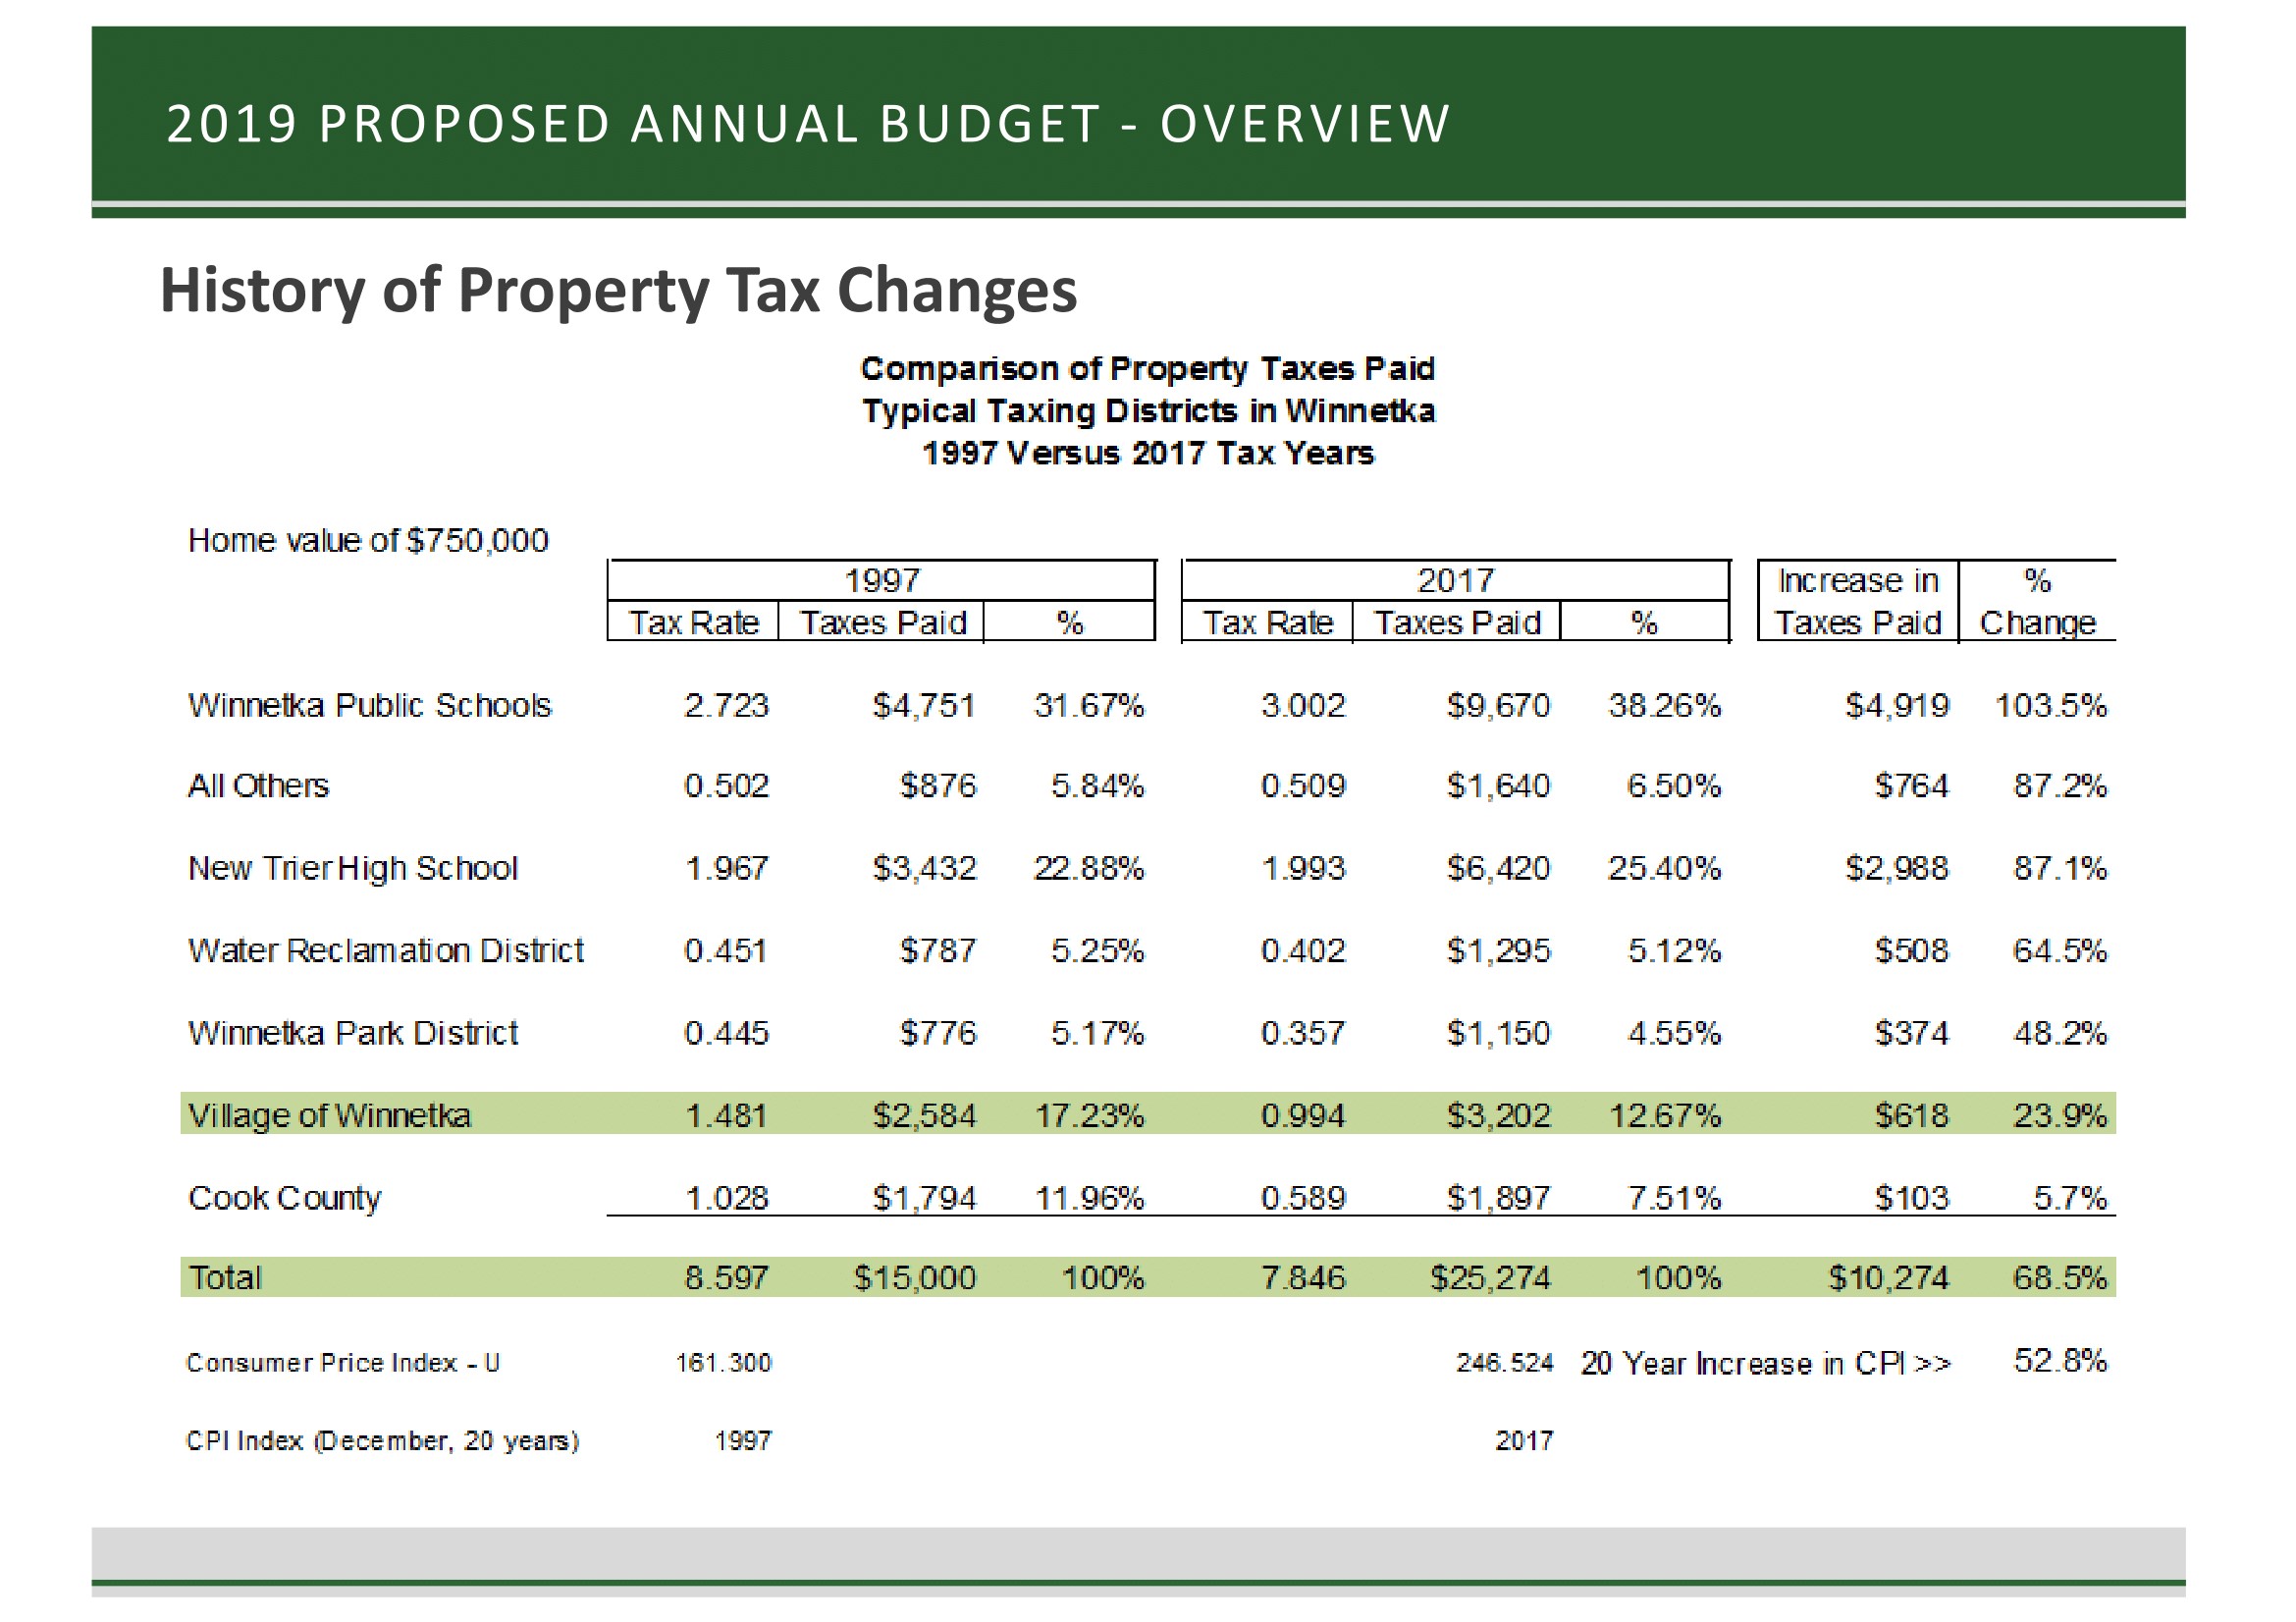 2019 PROPOSED ANNUAL BUDGET - OVERVIEW
History of Property Tax Changes
Comparison of Property Taxes Paid
Typical Taxing Districts in Winnetka
1997 Versus 2017 Tax Years
Home value of $750,000
1997 2017 Increase in %
Tax Rate Taxes Paid % Tax Rate Taxes Paid % Taxes Paid Change
Winnetka Public Schools 2.723 $4,751 31.67% 3.002 $9,670 38.26% $4,919 103.5%
All Others 0.502 $876 5.84% 0.509 $1,640 6.50% $764 87.2%
New Trier High School 1.967 $3,432 22.88% 1.993 $6,420 25.40% $2,988 87.1%
Water Reclamation District 0.451 $787 5.25% 0.402 $1,295 5.12% $508 64.5%
Winnetka Park District 0.445 $776 5.17% 0.357 $1,150 4.55% $374 48.2%
Village of Winnetka 1.481 $2,584 17.23% 0.994 $3,202 12.67% $618 23.9%
Cook County 1.028 $1,794 11.96% 0.589 $1,897 7.51% $103 5.7%
Total 8.597 $15,000 100% 7.846 $25,274 100% $10,274 68.5%
Consumer Price Index - U 161.300 246.524 20 Year Increase in CPI >> 52.8%
CPI Index (December, 20 years) 1997 2017